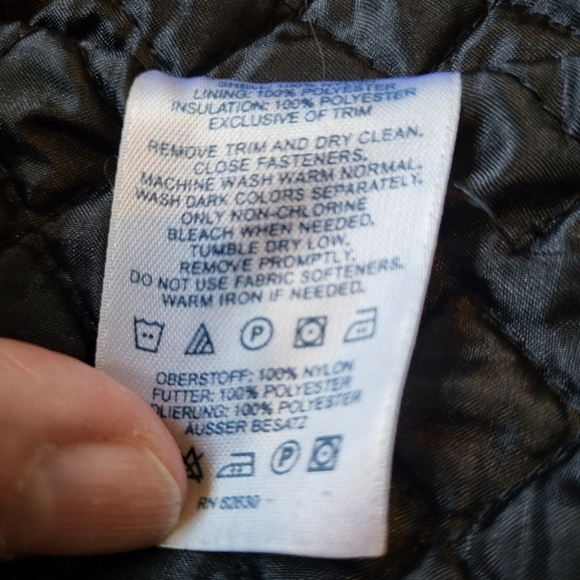 LINING: 100% POLYESTER
INSULATION: 100% POLYESTER
EXCLUSIVE OF TRIM
REMOVE TRIM AND DRY CLEAN.
CLOSE FASTENERS.
MACHINE WASH WARM NORMAL.
WASH DARK COLORS SEPARATELY.
ONLY NON-CHLORINE
BLEACH WHEN NEEDED.
TUMBLE DRY LOW.
REMOVE PROMPTLY.
DO NOT USE FABRIC SOFTENERS.
WARM IRON IF NEEDED.
P
OBERSTOFF: 100% NYLON
FUTTER: 100% POLYESTER
OLIERUNG: 100% POLYESTER
AUSSER BESATZ
P
RN 62630